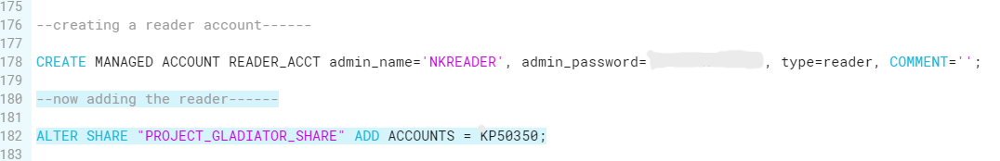 175
176 --creating a reader account------
177
178 CREATE MANAGED ACCOUNT READER_ACCT admin_name='NKREADER', admin_password= , type=reader, COMMENT='';
179
180 --now adding the reader------
181
182 ALTER SHARE "PROJECT_GLADIATOR_SHARE" ADD ACCOUNTS = KP50350;
183